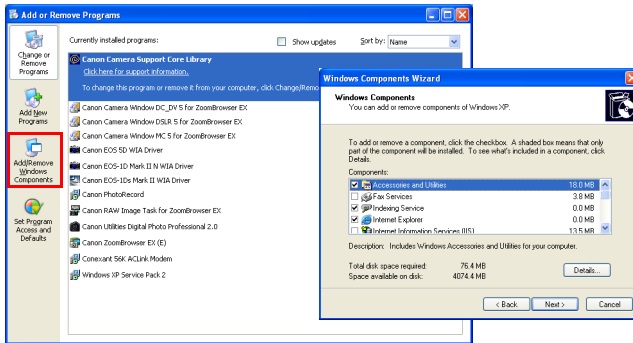 Add or Remove Programs
Change or
Remove
Programs
Add New
Programs
Add/Remove
Windows
Components
Set Program
Access and
Defaults
Currently installed programs:
Show updates
Sort by: Name
Canon Camera Support Core Library
Click here for support information.
To change this program or remove it from your computer, click Change/Remo
Canon Camera Window DC_DV 5 for ZoomBrowser EX
Canon Camera Window DSLR 5 for ZoomBrowser EX
Canon Camera Window MC 5 for ZoomBrowser EX
Canon EOS 5D WIA Driver
Canon EOS-1D Mark II N WIA Driver
Canon EOS-1Ds Mark II WIA Driver
Canon PhotoRecord
Canon RAW Image Task for ZoomBrowser EX
Canon Utilities Digital Photo Professional 2.0
Canon ZoomBrowser EX (E)
Conexant 56K ACLink Modem
Windows XP Service Pack 2
Windows Components Wizard
Windows Components
You can add or remove components of Windows XP.
To add or remove a component, click the checkbox. A shaded box means that only
part of the component will be installed. To see what's included in a component, click
Details.
Components:
Accessories and Utilities 18.0 MB
Fax Services 3.8 MB
Indexing Service 0.0 MB
Internet Explorer 0.0 MB
Internet Information Services (IIS) 13.5 MB
Description: Includes Windows Accessories and Utilities for your computer.
Total disk space required: 76.4 MB
Space available on disk: 4074.4 MB
Details...
< Back
Next >
Cancel